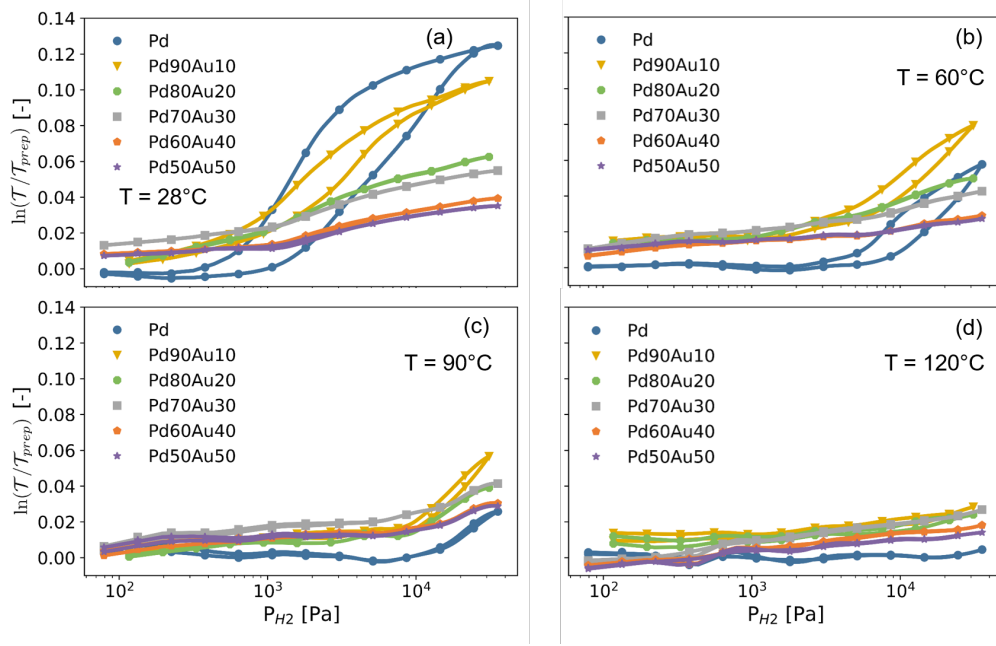 (a)
ln(𝒯/𝒯prep) [-]
0.14
0.12
0.10
0.08
0.06
0.04
0.02
0.00
Pd
Pd90Au10
Pd80Au20
Pd70Au30
Pd60Au40
Pd50Au50
T = 28°C
(b)
T = 60°C
Pd
Pd90Au10
Pd80Au20
Pd70Au30
Pd60Au40
Pd50Au50
(c)
T = 90°C
ln(𝒯/𝒯prep) [-]
0.14
0.12
0.10
0.08
0.06
0.04
0.02
0.00
Pd
Pd90Au10
Pd80Au20
Pd70Au30
Pd60Au40
Pd50Au50
10² 10³ 10⁴
PH2 [Pa]
(d)
T = 120°C
Pd
Pd90Au10
Pd80Au20
Pd70Au30
Pd60Au40
Pd50Au50
10² 10³ 10⁴
PH2 [Pa]